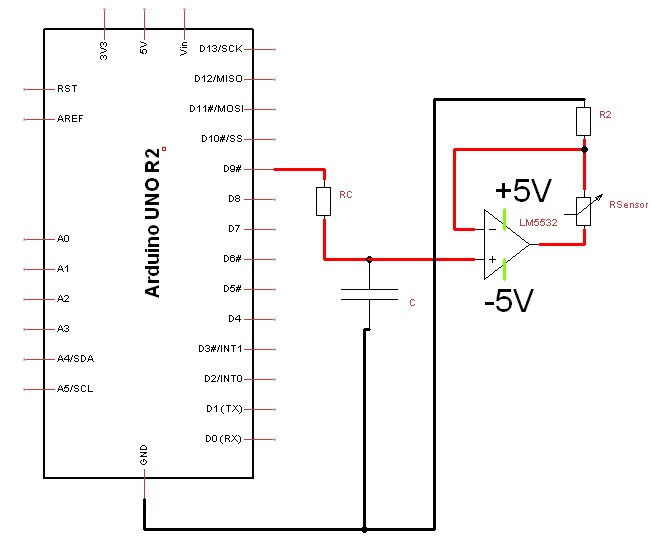 3V3
5V
Vin
RST
AREF
A0
A1
A2
A3
A4/SDA
A5/SCL
Arduino UNO R2
D13/SCK
D12/MISO
D11#/MOSI
D10#/SS
D9#
D8
D7
D6#
D5#
D4
D3#/INT1
D2/INT0
D1(TX)
D0(RX)
GND
RC
C
+5V
LM5532
-5V
R2
RSensor